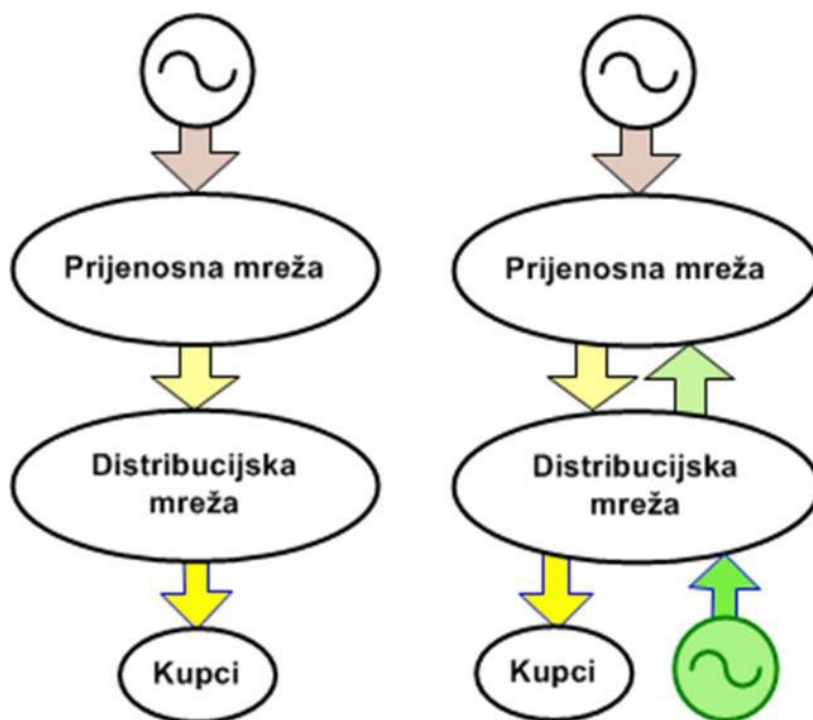 Prijenosna mreža
Prijenosna mreža
Distribucijska
mreža
Distribucijska
mreža
Kupci
Kupci